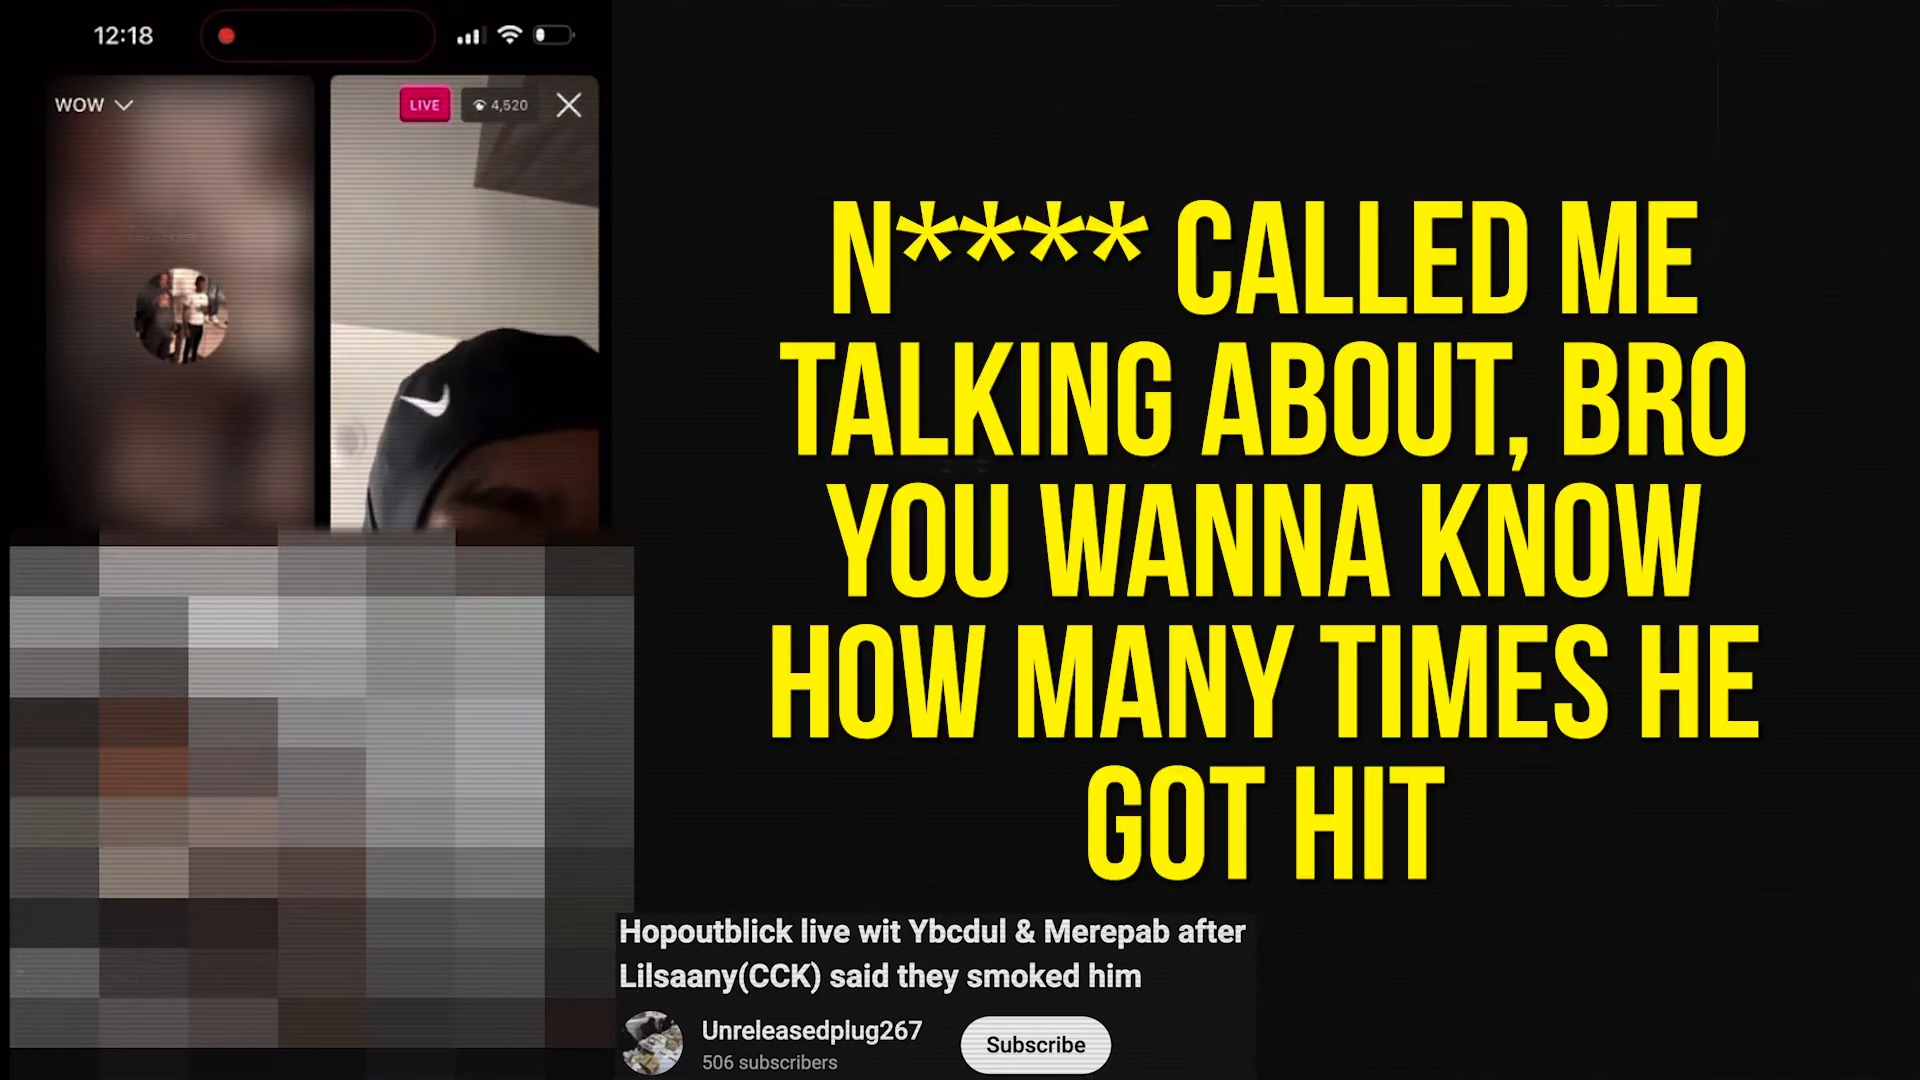 12:18
WOW
LIVE
4,520
N**** CALLED ME
TALKING ABOUT, BRO
YOU WANNA KNOW
HOW MANY TIMES HE
GOT HIT
Hopoutblick live wit Ybcdul & Merepab after
Lilsaany(CCK) said they smoked him
Unreleasedplug267
506 subscribers
Subscribe